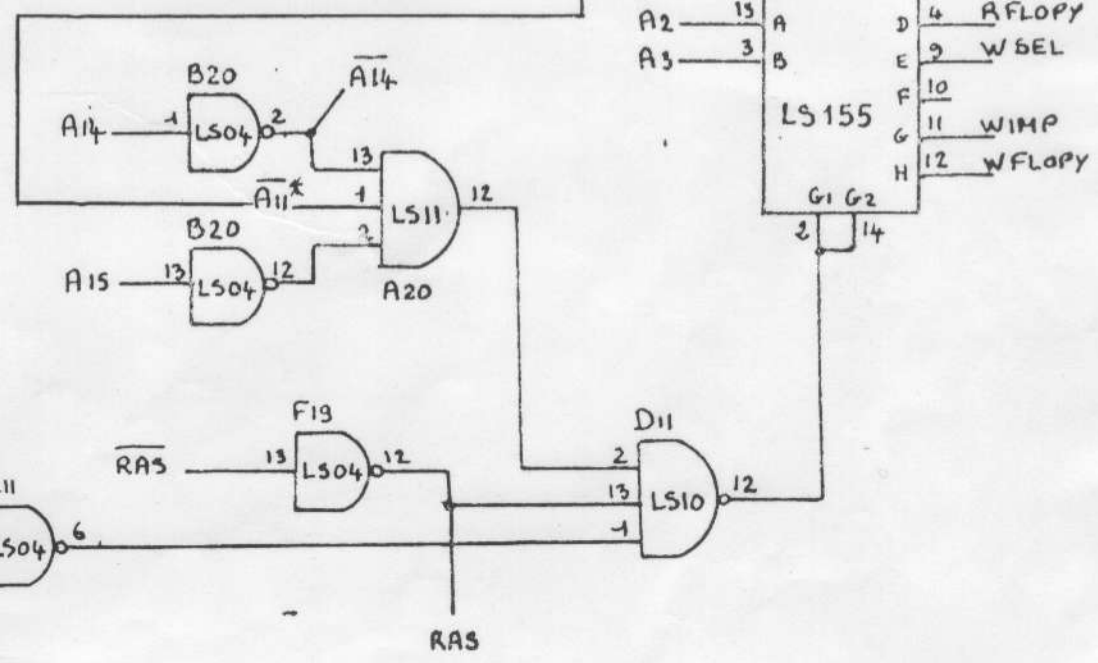 A2 13 A D 4 RFLOPY
A3 3 B E 9 WSEL
F 10
LS155
G 11 WIMP
H 12 WFLOPY
G1 G2
2 14
B20
A14
A14 1 LS04 2
13
A11* 1 LS11 12
2
B20
A15 13 LS04 12
A20
F19
RAS 13 LS04 12
D11
2
13 LS10 12
1
11
LS04 6
RAS